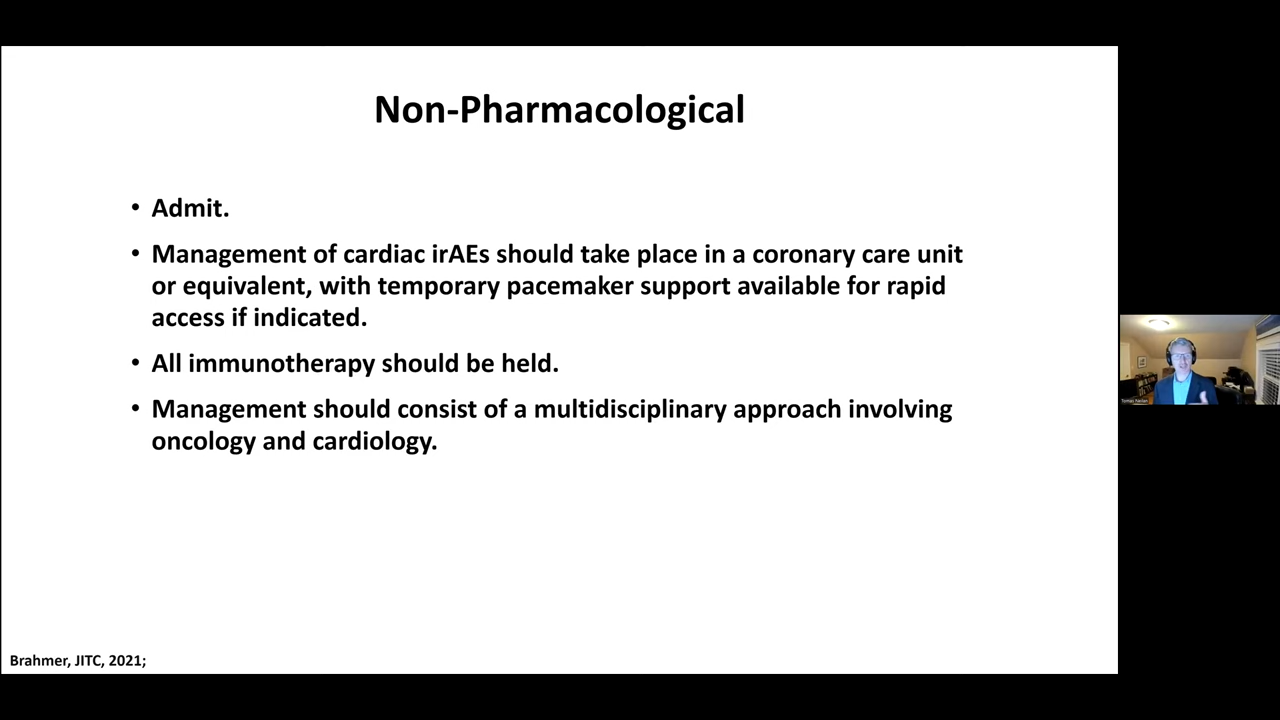 Non-Pharmacological
• Admit.
• Management of cardiac irAEs should take place in a coronary care unit
or equivalent, with temporary pacemaker support available for rapid
access if indicated.
• All immunotherapy should be held.
• Management should consist of a multidisciplinary approach involving
oncology and cardiology.
Brahmer, JITC, 2021;
Tomas Neilan